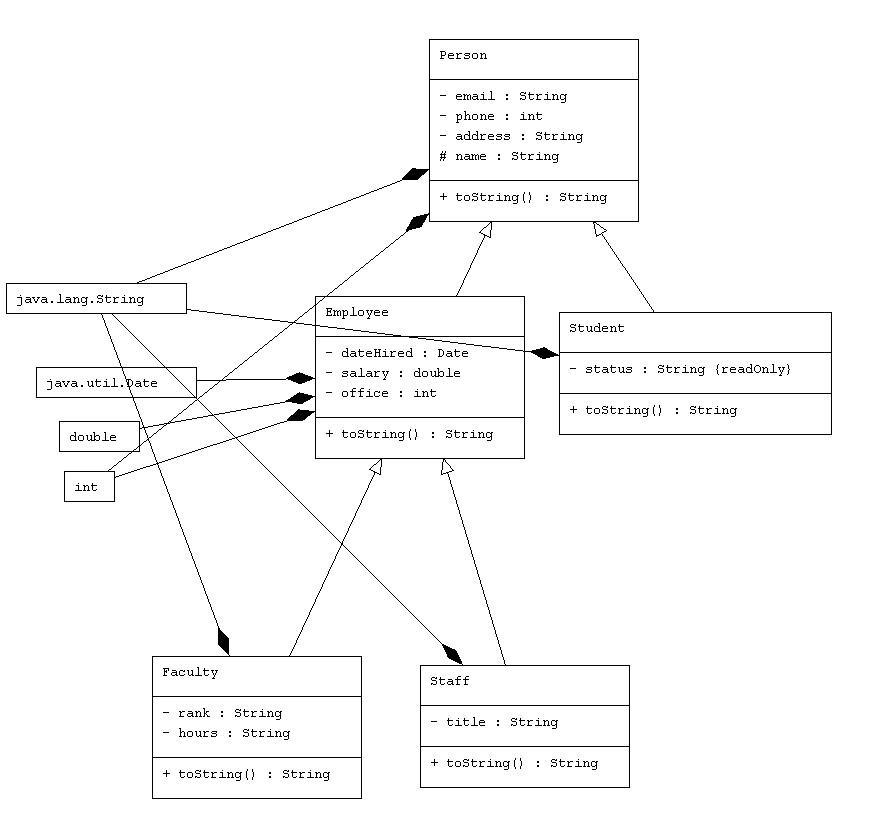 Person
- email : String
- phone : int
- address : String
# name : String
+ toString() : String
java.lang.String
Employee
- dateHired : Date
- salary : double
- office : int
+ toString() : String
Student
- status : String {readOnly}
+ toString() : String
java.util.Date
double
int
Faculty
- rank : String
- hours : String
+ toString() : String
Staff
- title : String
+ toString() : String